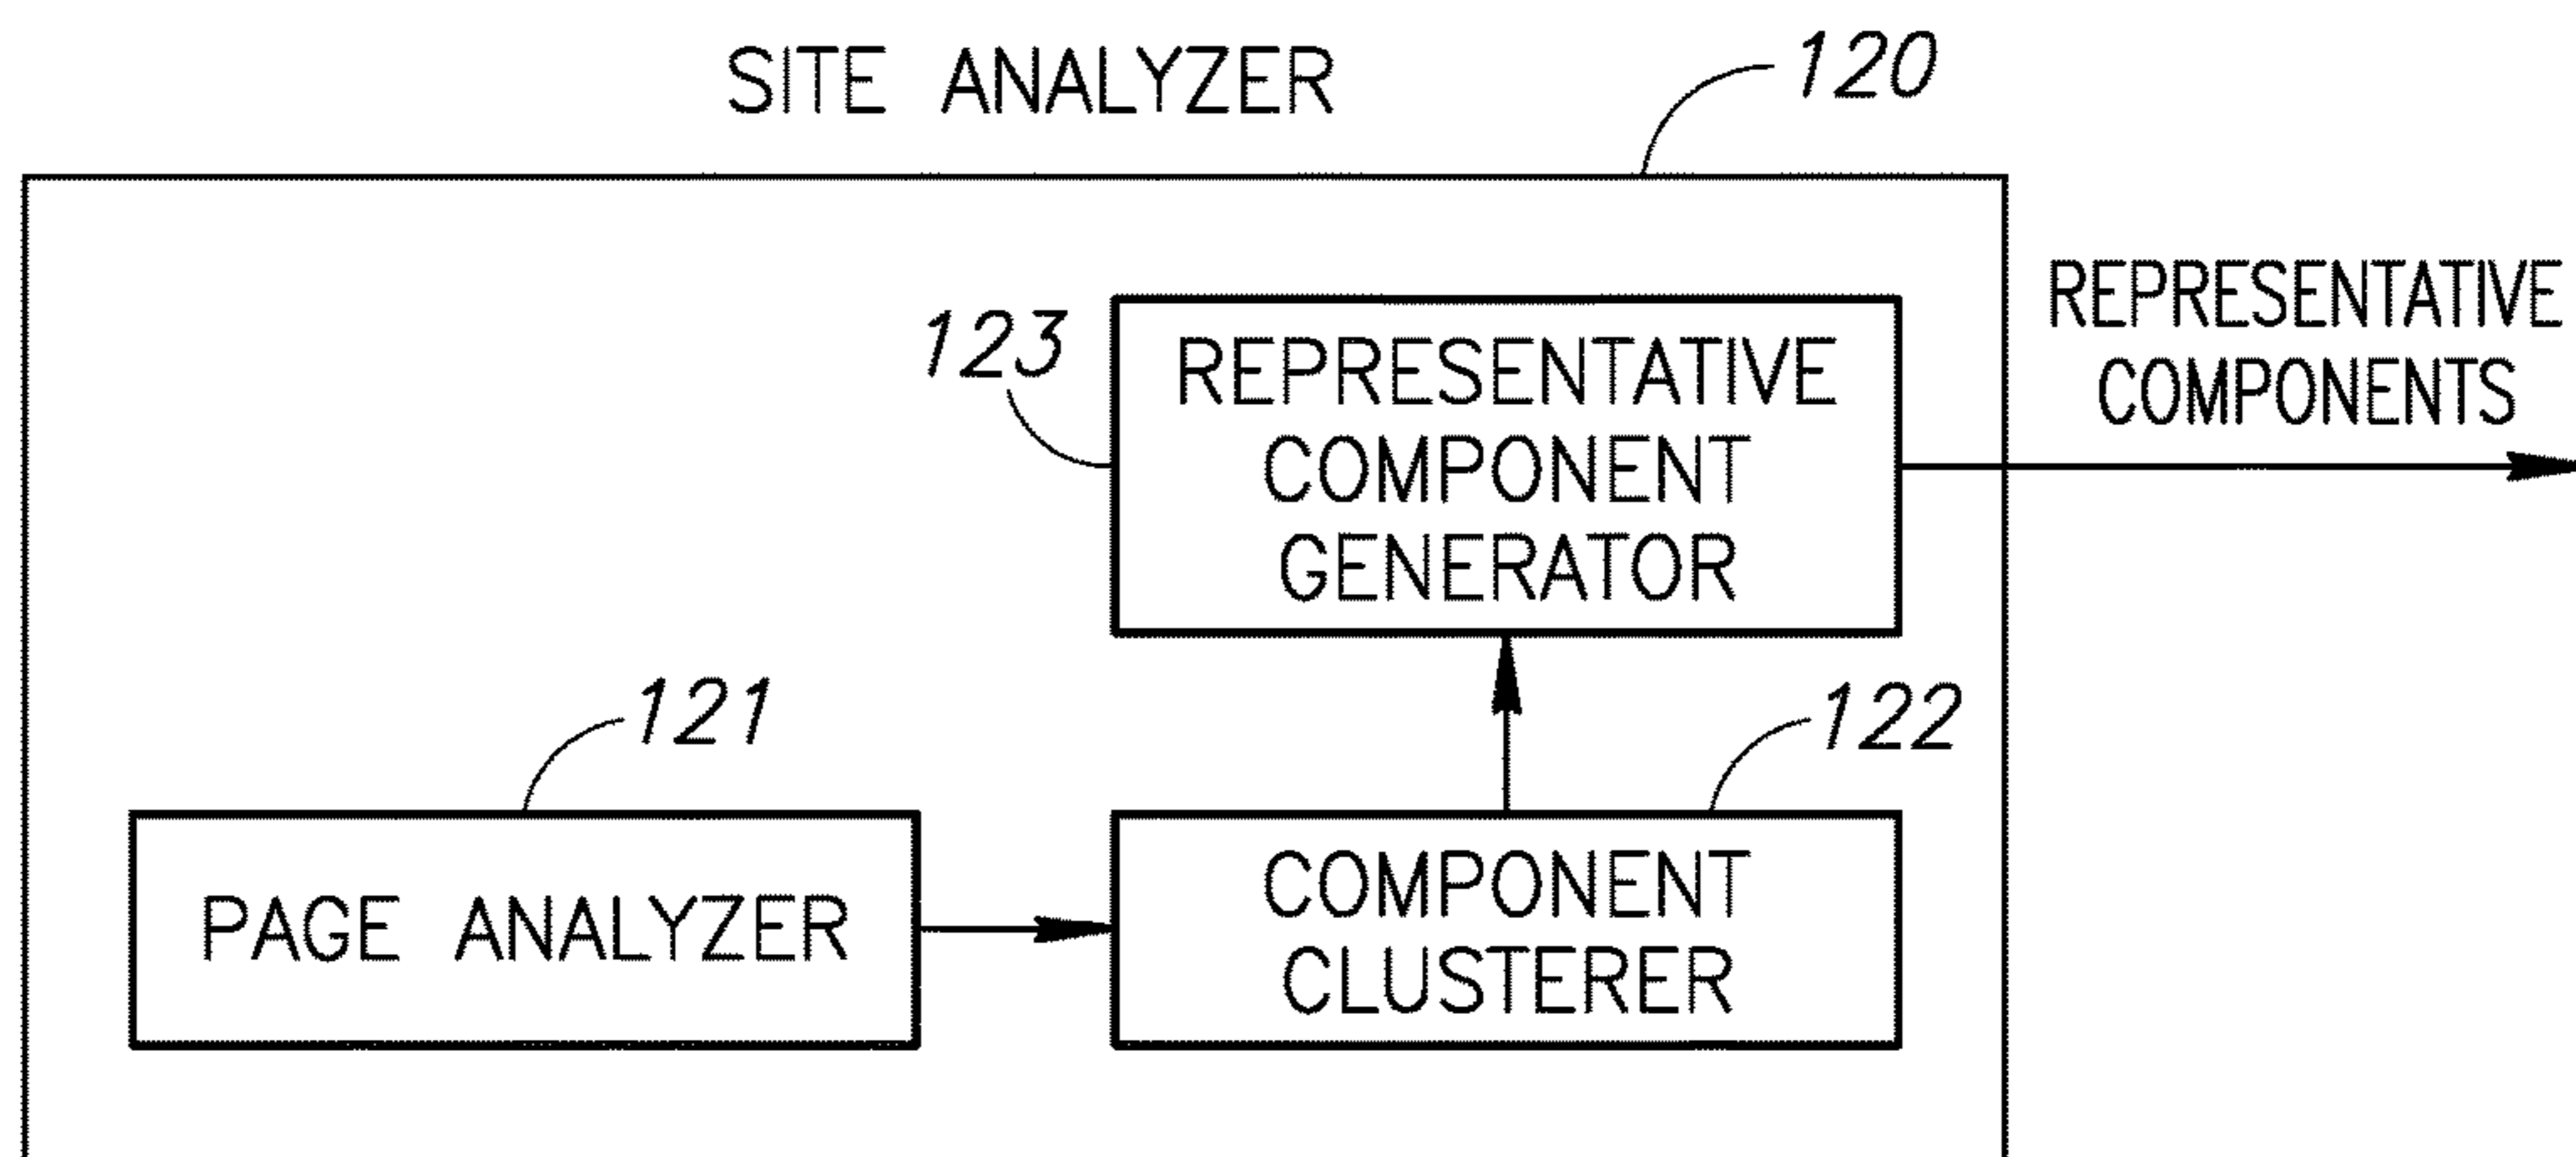 SITE ANALYZER
120
REPRESENTATIVE
COMPONENTS
123
REPRESENTATIVE
COMPONENT
GENERATOR
121
122
PAGE ANALYZER
COMPONENT
CLUSTERER